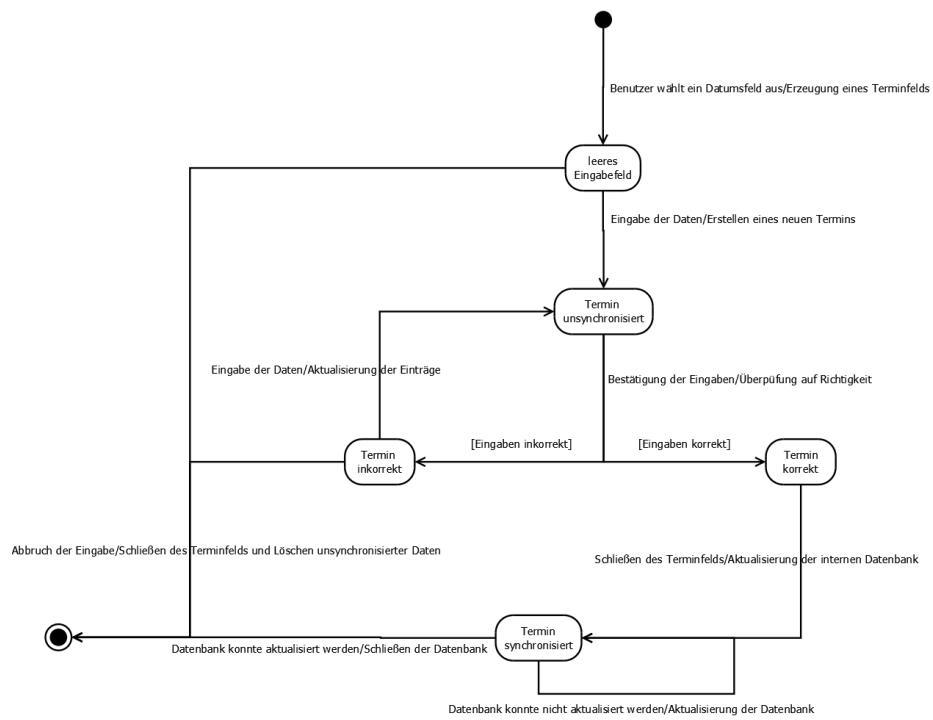 Benutzer wählt ein Datumsfeld aus/Erzeugung eines Terminfelds
leeres
Eingabefeld
Eingabe der Daten/Erstellen eines neuen Termins
Termin
unsynchronisiert
Eingabe der Daten/Aktualisierung der Einträge
Bestätigung der Eingaben/Überpüfung auf Richtigkeit
[Eingaben inkorrekt]
[Eingaben korrekt]
Termin
inkorrekt
Termin
korrekt
Abbruch der Eingabe/Schließen des Terminfelds und Löschen unsynchronisierter Daten
Schließen des Terminfelds/Aktualisierung der internen Datenbank
Termin
synchronisiert
Datenbank konnte aktualisiert werden/Schließen der Datenbank
Datenbank konnte nicht aktualisiert werden/Aktualisierung der Datenbank